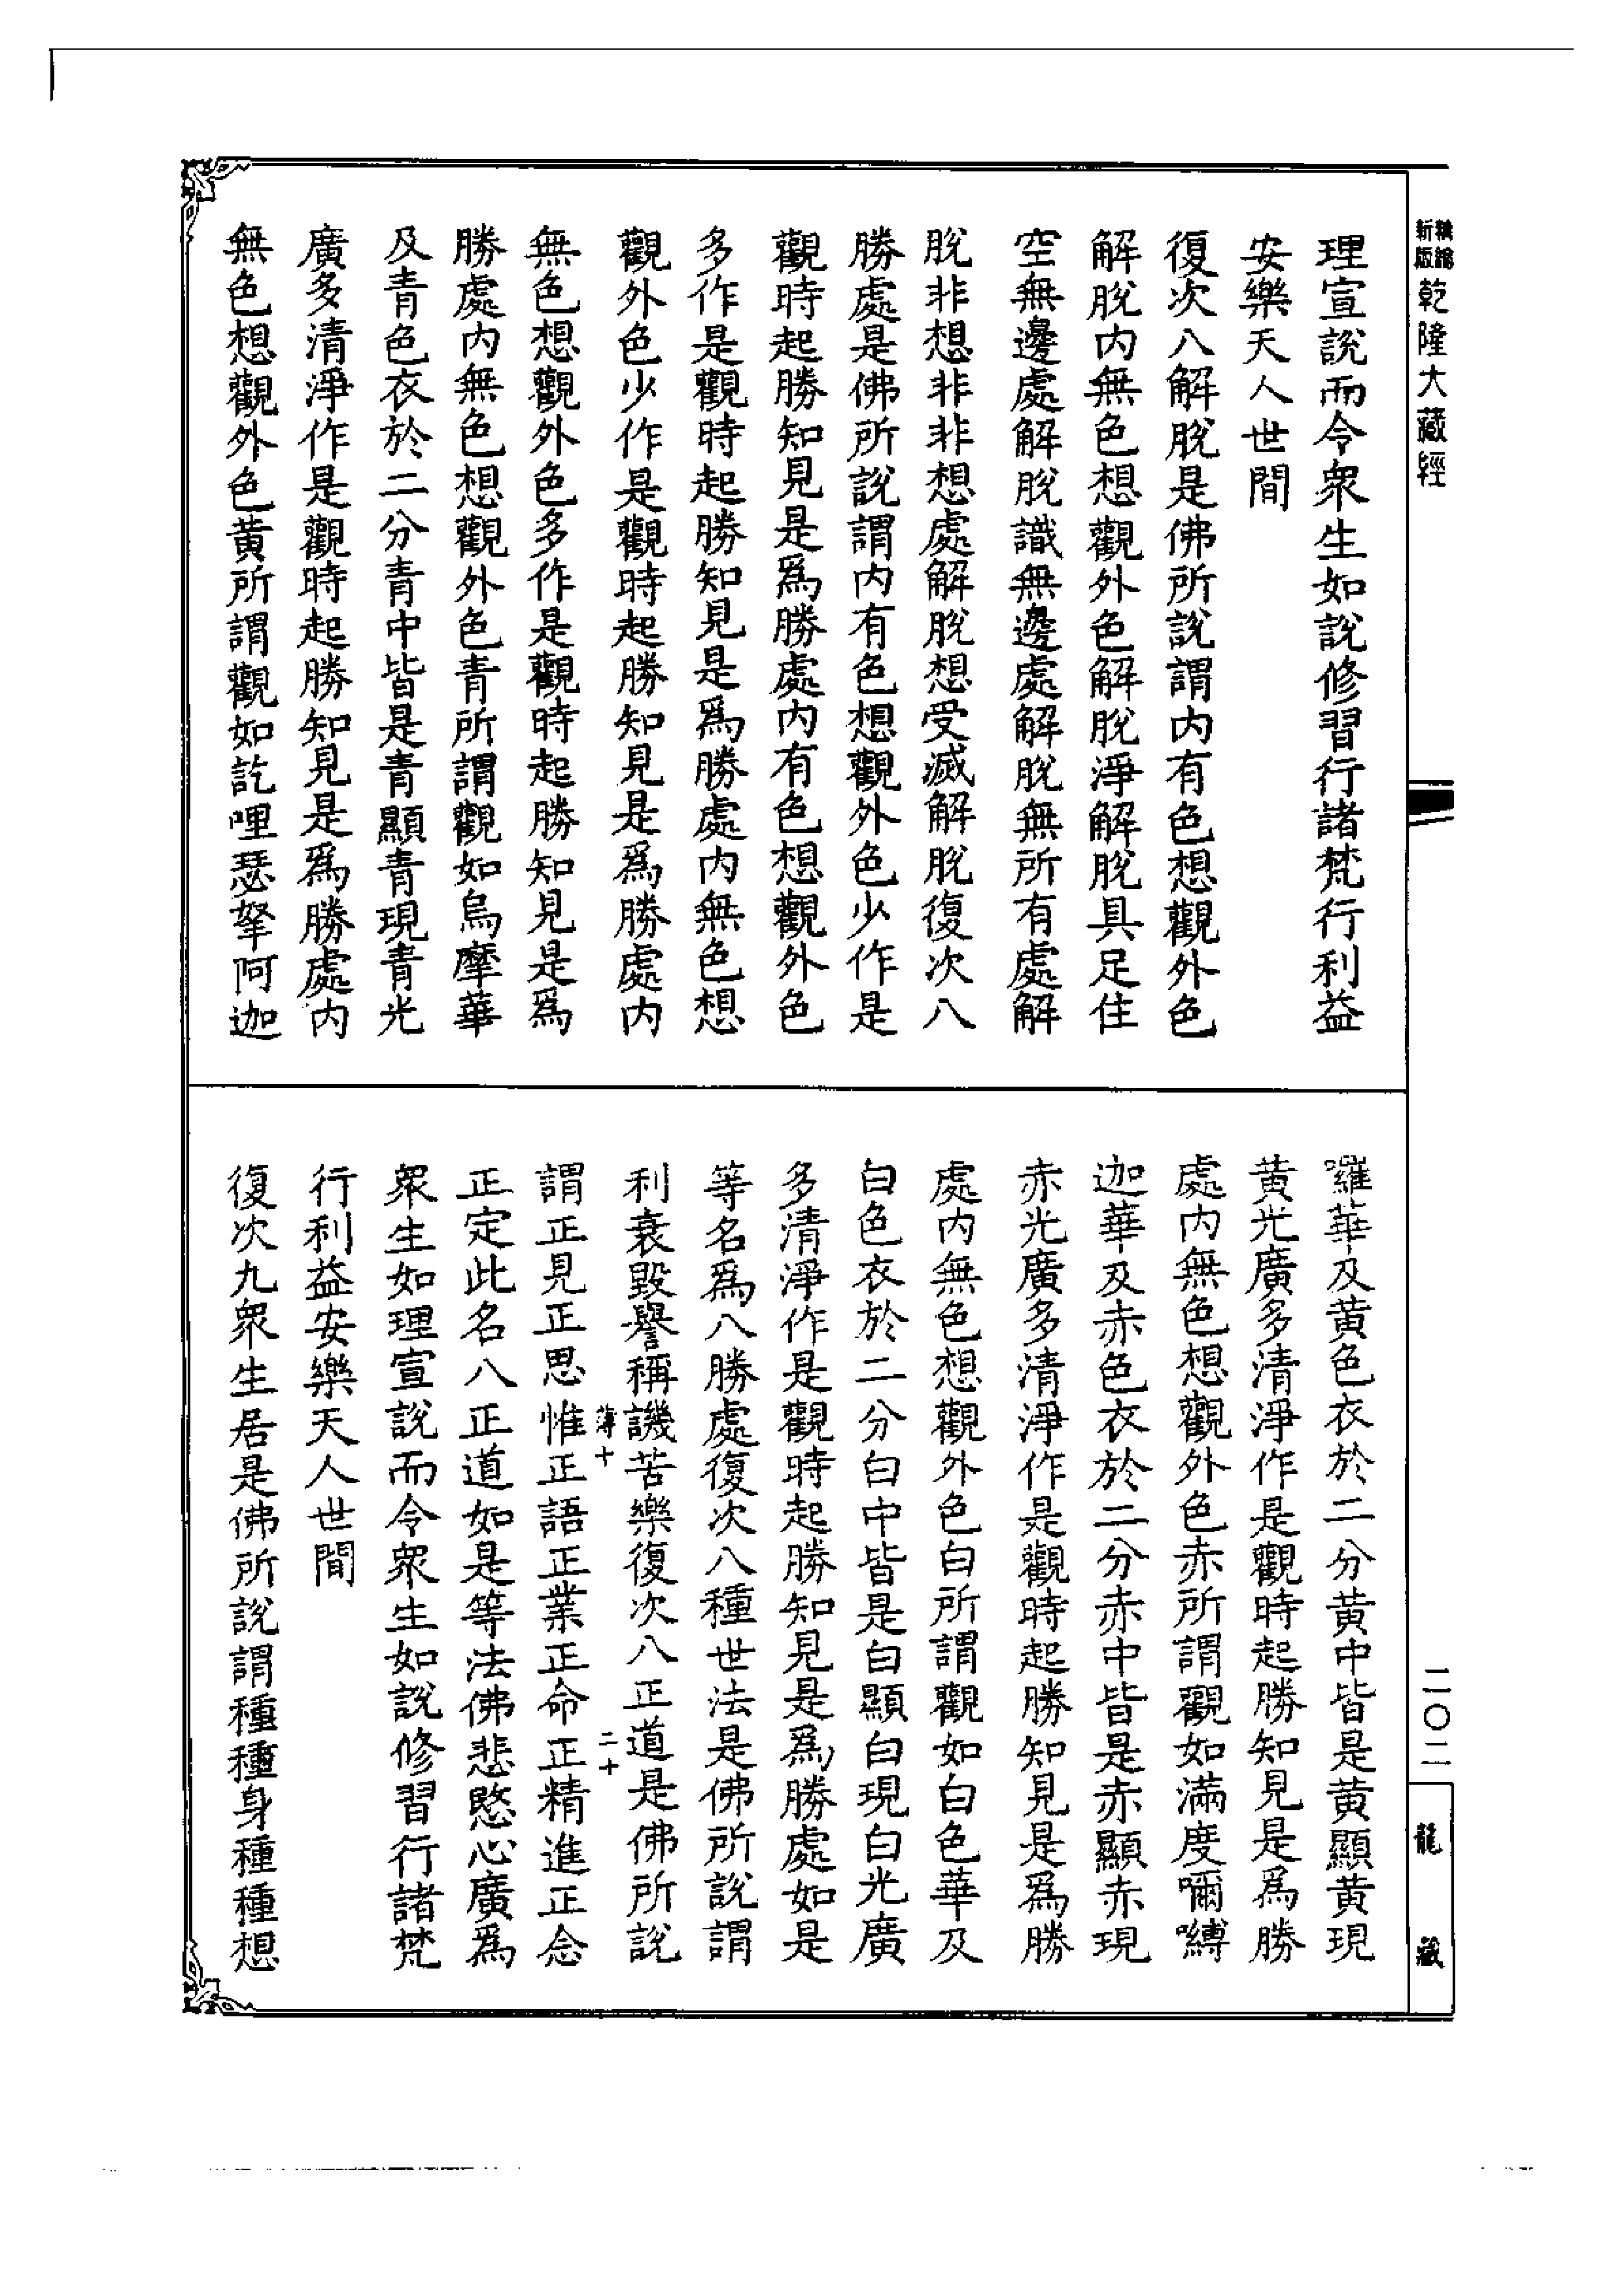 新版精編乾隆大藏經
理宣說而令衆生如說修習行諸梵行利益
安樂天人世間
復次八解脫是佛所說謂內有色想觀外色
解脫內無色想觀外色解脫淨解脫具足住
空無邊處解脫識無邊處解脫無所有處解
脫非想非非想處解脫想受滅解脫復次八
勝處是佛所說謂內有色想觀外色少作是
觀時起勝知見是爲勝處內有色想觀外色
多作是觀時起勝知見是爲勝處內無色想
觀外色少作是觀時起勝知見是爲勝處內
無色想觀外色多作是觀時起勝知見是爲
勝處內無色想觀外色青所謂觀如烏摩華
及青色衣於二分青中皆是青顯青現青光
廣多清淨作是觀時起勝知見是爲勝處內
無色想觀外色黃所謂觀如訖哩瑟拏阿迦
囉華及黃色衣於二分黃中皆是黃顯黃現
黃光廣多清淨作是觀時起勝知見是爲勝
處內無色想觀外色赤所謂觀如滿度嚩
迦華及赤色衣於二分赤中皆是赤顯赤現
赤光廣多清淨作是觀時起勝知見是爲勝
處內無色想觀外色白所謂觀如白色華及
白色衣於二分白中皆是白顯白現白光廣
多清淨作是觀時起勝知見是爲勝處如是
等名爲八勝處復次八種世法是佛所說謂
利衰毀譽稱譏苦樂復次八正道是佛所說
薄十 二十
謂正見正思惟正語正業正命正精進正念
正定此名八正道如是等法佛悲愍心廣爲
衆生如理宣說而令衆生如說修習行諸梵
行利益安樂天人世間
復次九衆生居是佛所說謂種種身種種想
二〇二
龍藏